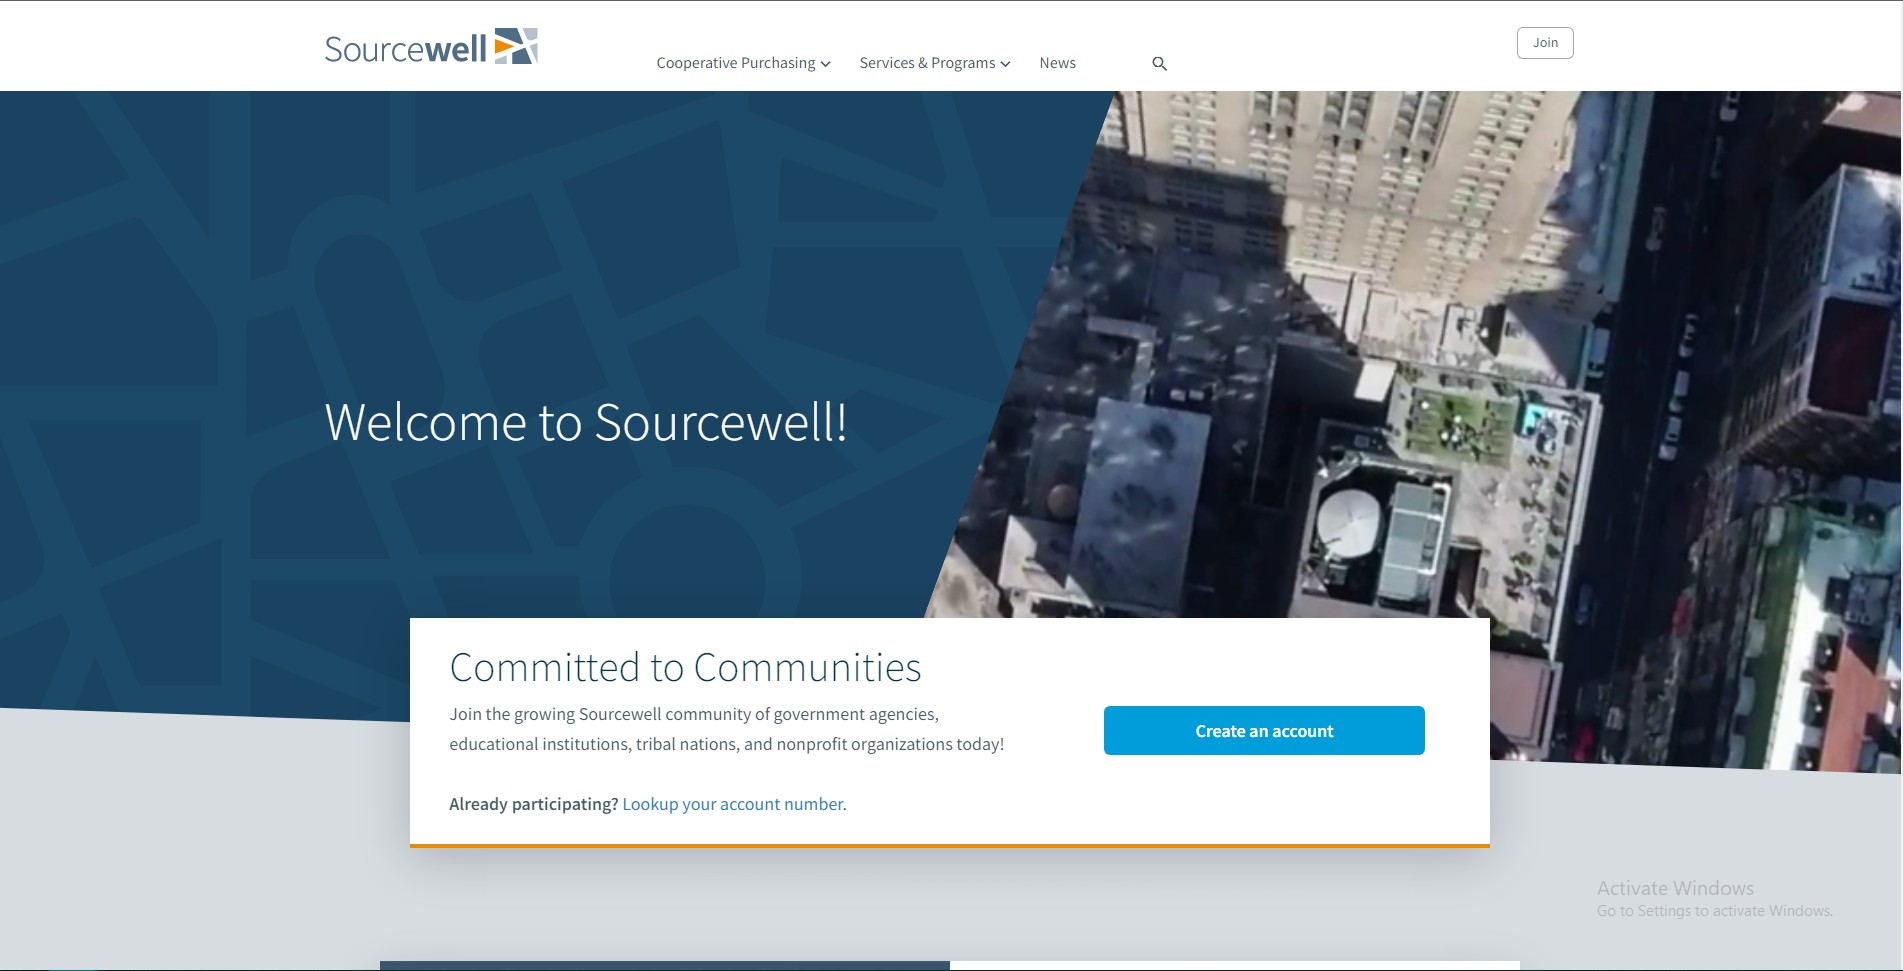 Sourcewell
Cooperative Purchasing
Services & Programs
News
Join
Welcome to Sourcewell!
Committed to Communities
Join the growing Sourcewell community of government agencies,
educational institutions, tribal nations, and nonprofit organizations today!
Create an account
Already participating? Lookup your account number.
Activate Windows
Go to Settings to activate Windows.